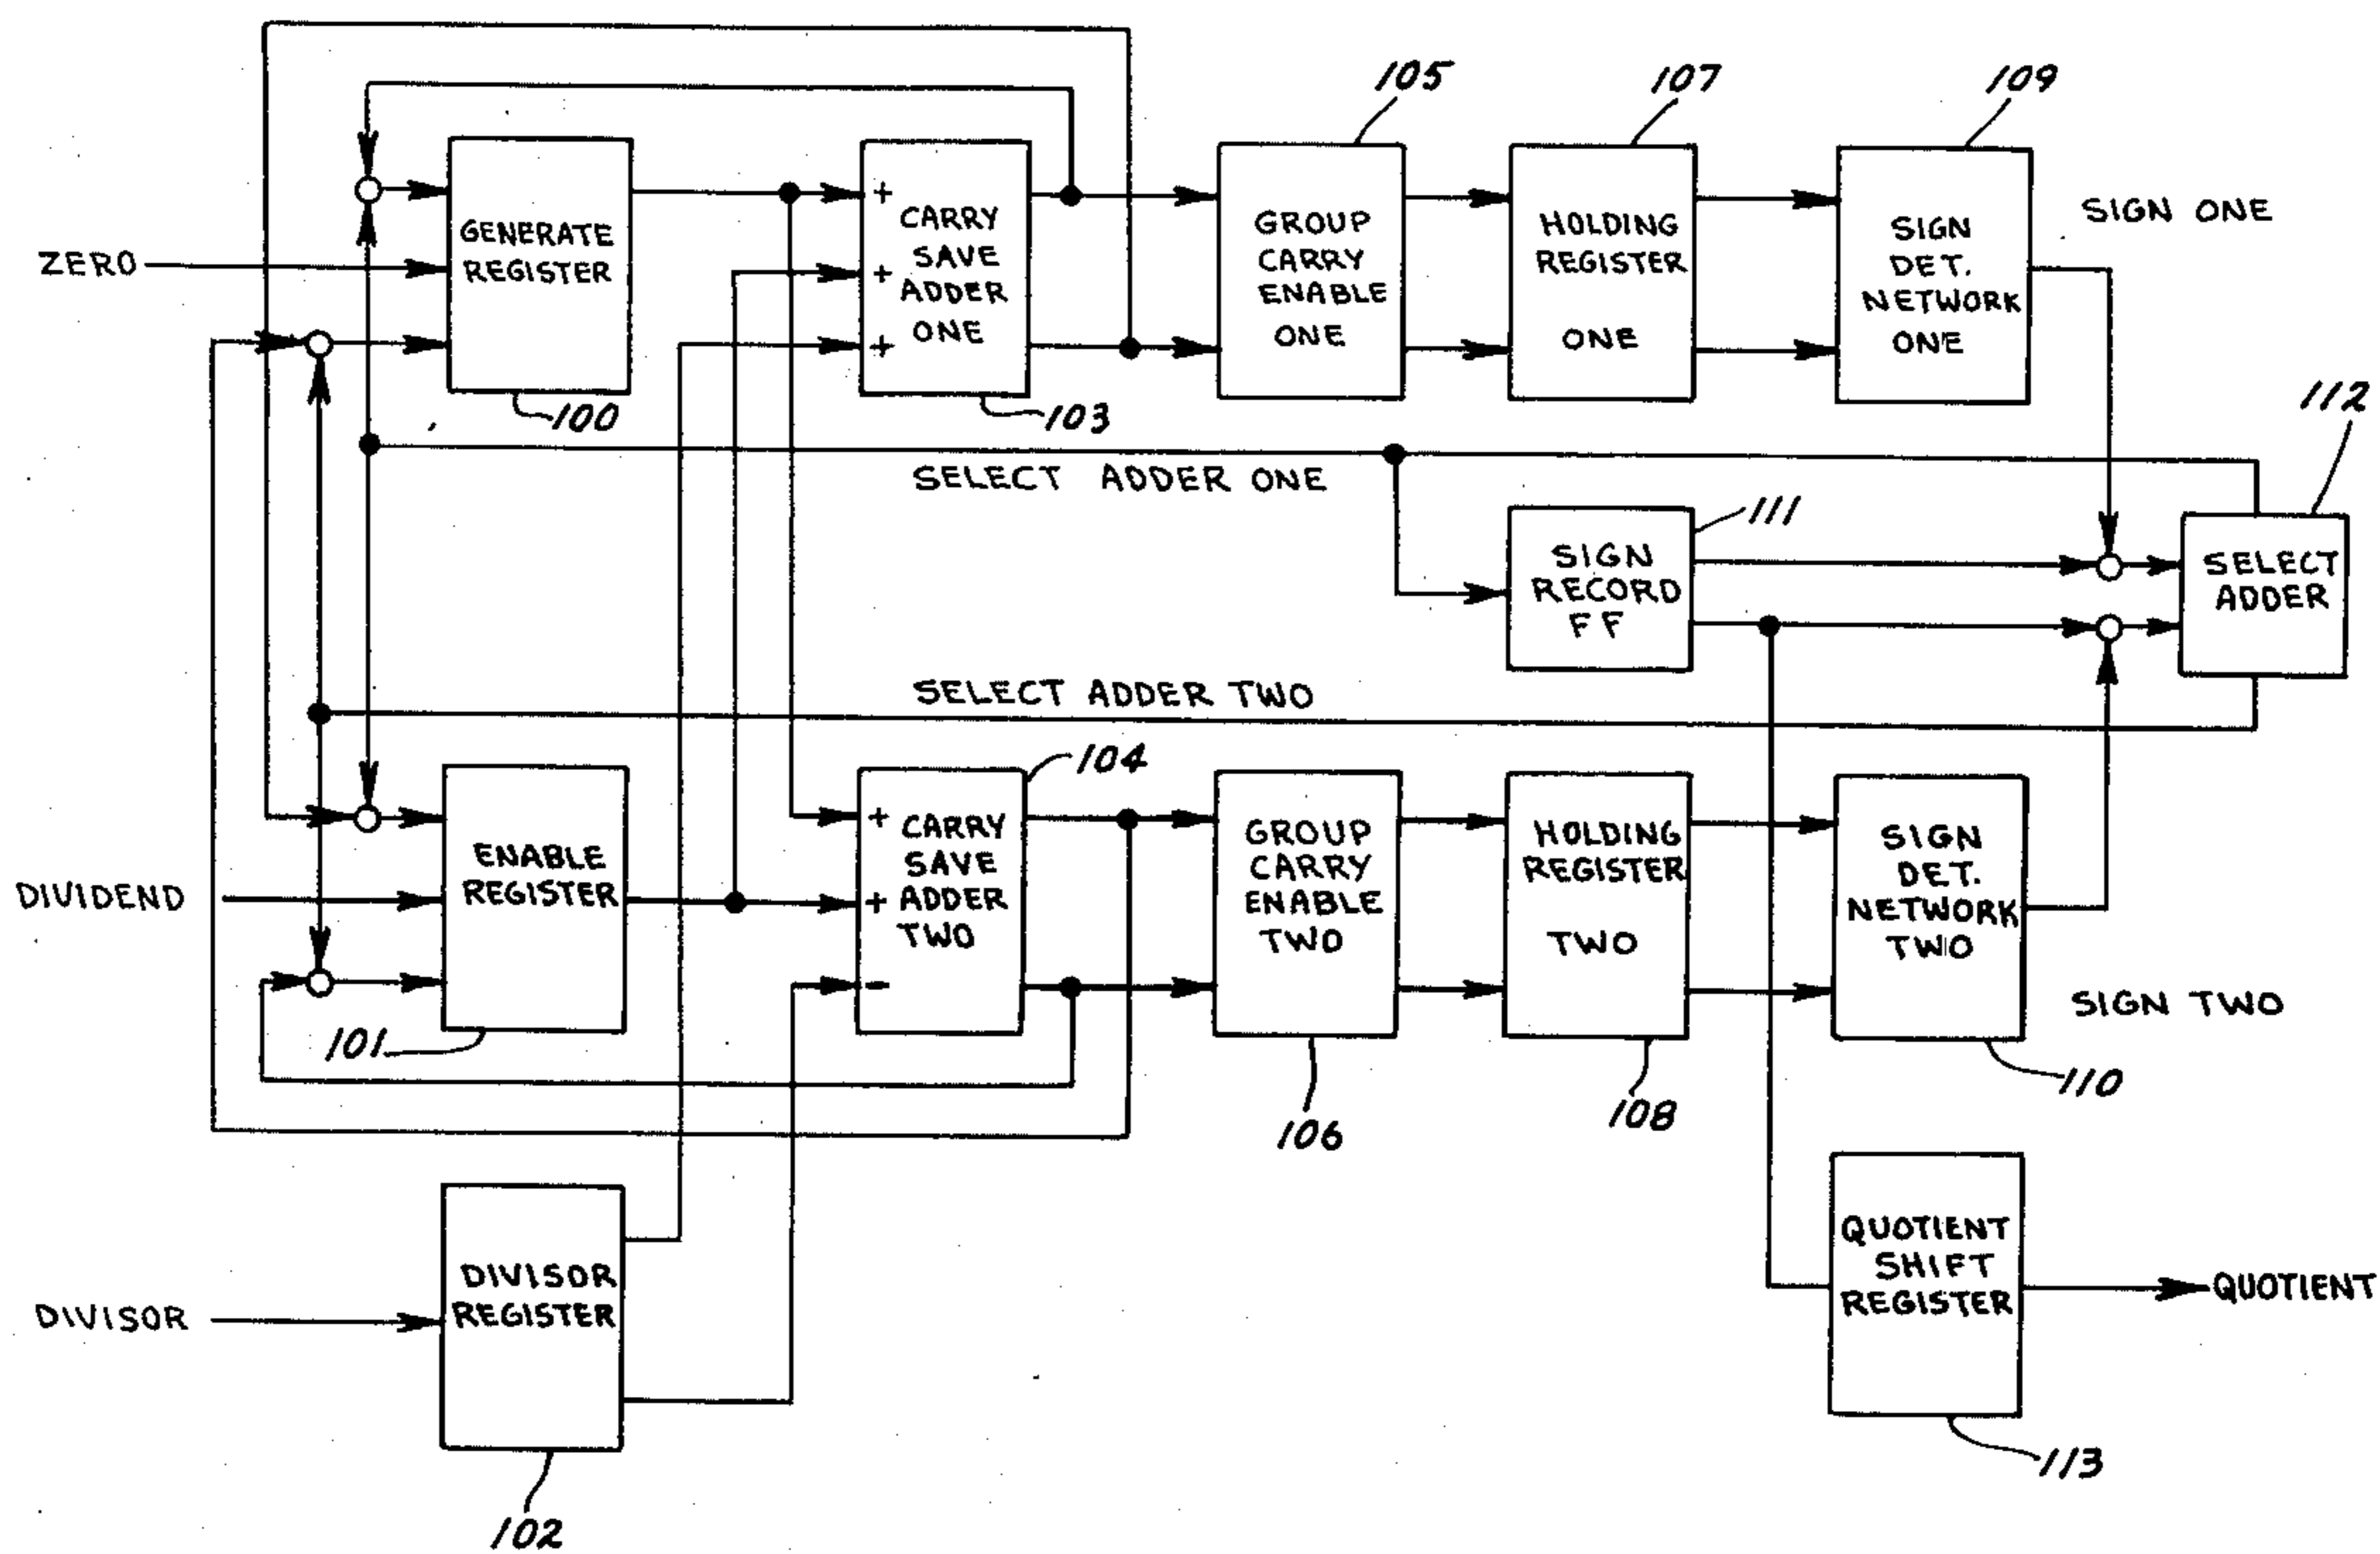 105
107
109
ZERO
GENERATE
REGISTER
100
+
+
+
CARRY
SAVE
ADDER
ONE
103
GROUP
CARRY
ENABLE
ONE
HOLDING
REGISTER
ONE
SIGN
DET.
NETWORK
ONE
SIGN ONE
112
SELECT ADDER ONE
111
SIGN
RECORD
FF
SELECT
ADDER
SELECT ADDER TWO
104
DIVIDEND
ENABLE
REGISTER
101
+
+
-
CARRY
SAVE
ADDER
TWO
GROUP
CARRY
ENABLE
TWO
106
HOLDING
REGISTER
TWO
108
SIGN
DET.
NETWORK
TWO
SIGN TWO
110
DIVISOR
DIVISOR
REGISTER
102
QUOTIENT
SHIFT
REGISTER
QUOTIENT
113